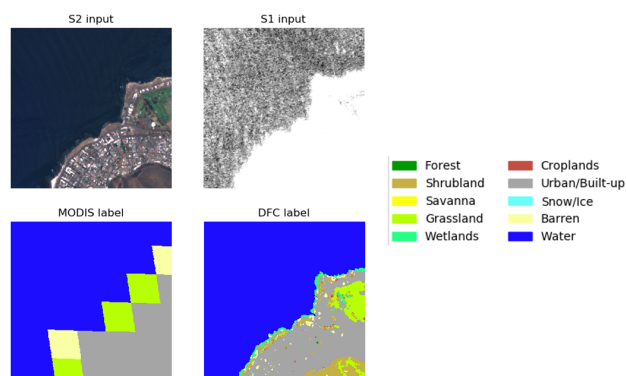 S2 input
S1 input
MODIS label
DFC label
Forest
Shrubland
Savanna
Grassland
Wetlands
Croplands
Urban/Built-up
Snow/Ice
Barren
Water